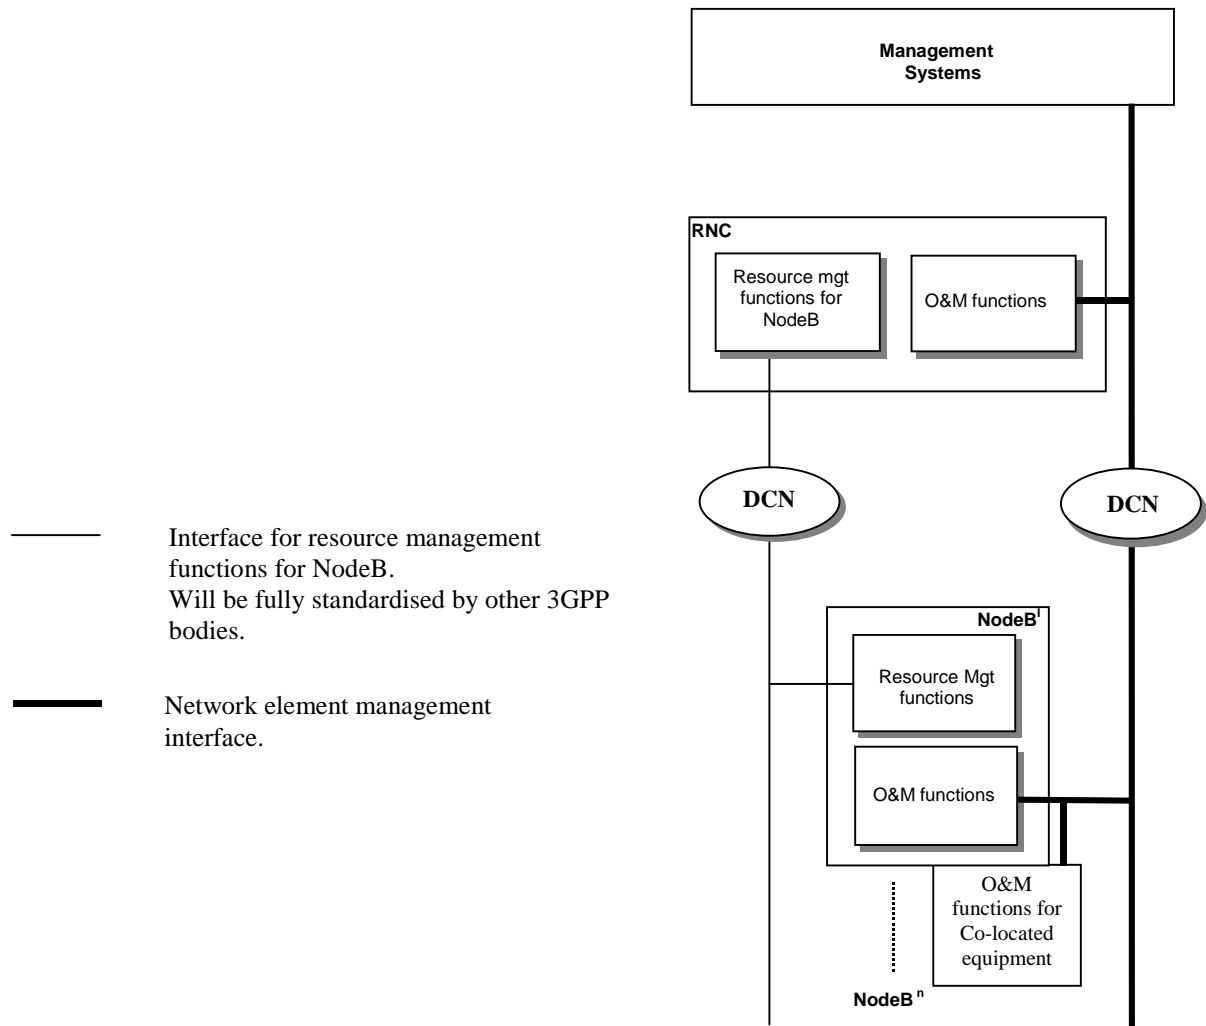 Management
Systems
RNC
Resource mgt
functions for
NodeB
O&M functions
DCN
DCN
Interface for resource management
functions for NodeB.
Will be fully standardised by other 3GPP
bodies.
NodeB^l
Resource Mgt
functions
Network element management
interface.
O&M functions
O&M
functions for
Co-located
equipment
NodeB^n